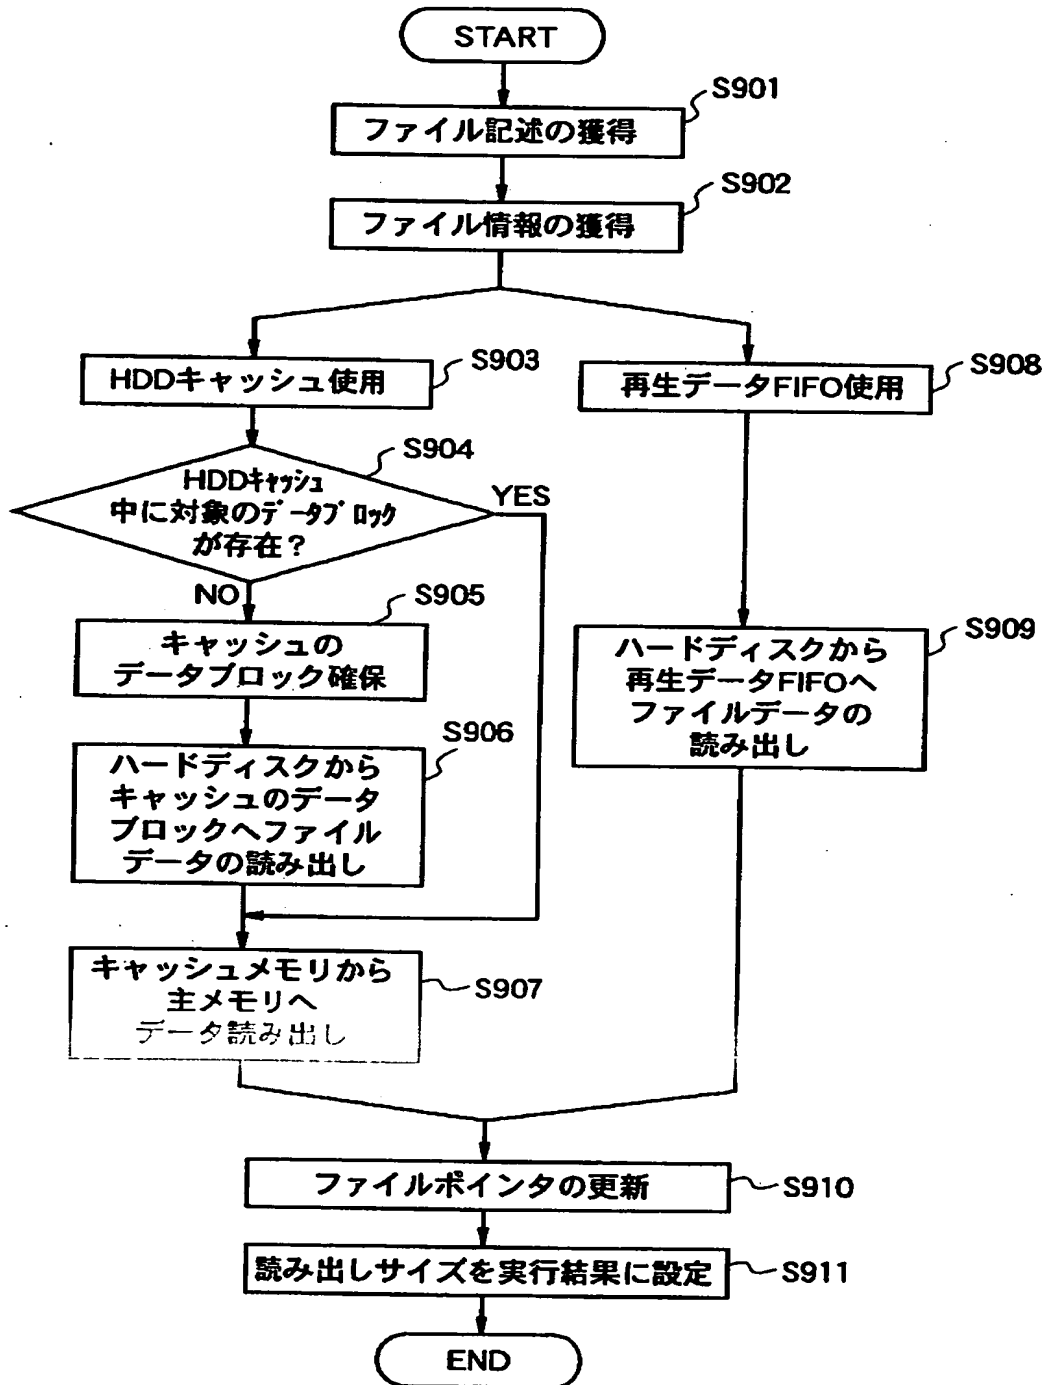 START
S901
ファイル記述の獲得
S902
ファイル情報の獲得
S903
HDDキャッシュ使用
S908
再生データFIFO使用
S904
HDDキャッシュ
中に対象のデータブロック
が存在？
YES
NO
S905
キャッシュの
データブロック確保
S909
ハードディスクから
再生データFIFOへ
ファイルデータの
読み出し
S906
ハードディスクから
キャッシュのデータ
ブロックへファイル
データの読み出し
S907
キャッシュメモリから
主メモリへ
データ読み出し
ファイルポインタの更新
S910
読み出しサイズを実行結果に設定
S911
END